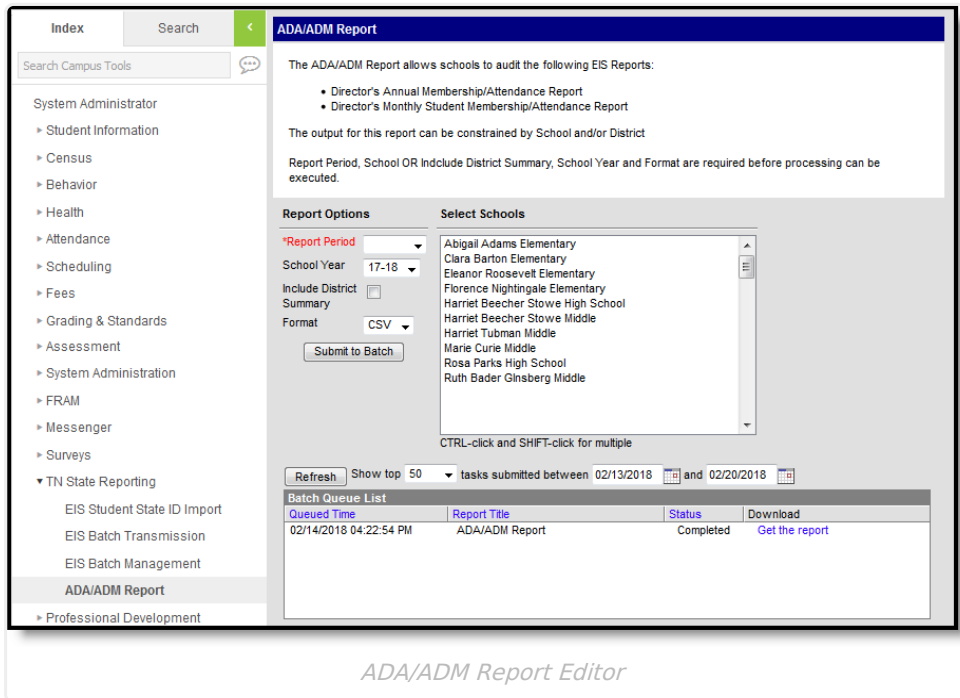 Index
Search
Search Campus Tools
System Administrator
Student Information
Census
Behavior
Health
Attendance
Scheduling
Fees
Grading & Standards
Assessment
System Administration
FRAM
Messenger
Surveys
TN State Reporting
EIS Student State ID Import
EIS Batch Transmission
EIS Batch Management
ADA/ADM Report
Professional Development
ADA/ADM Report
The ADA/ADM Report allows schools to audit the following EIS Reports:
• Director's Annual Membership/Attendance Report
• Director's Monthly Student Membership/Attendance Report
The output for this report can be constrained by School and/or District
Report Period, School OR Indclude District Summary, School Year and Format are required before processing can be
executed.
Report Options
*Report Period
School Year 17-18
Include District
Summary
Format CSV
Submit to Batch
Select Schools
Abigail Adams Elementary
Clara Barton Elementary
Eleanor Roosevelt Elementary
Florence Nightingale Elementary
Harriet Beecher Stowe High School
Harriet Beecher Stowe Middle
Harriet Tubman Middle
Marie Curie Middle
Rosa Parks High School
Ruth Bader GInsberg Middle
CTRL-click and SHIFT-click for multiple
Refresh Show top 50 tasks submitted between 02/13/2018 and 02/20/2018
Batch Queue List
Queued Time Report Title Status Download
02/14/2018 04:22:54 PM ADA/ADM Report Completed Get the report
ADA/ADM Report Editor